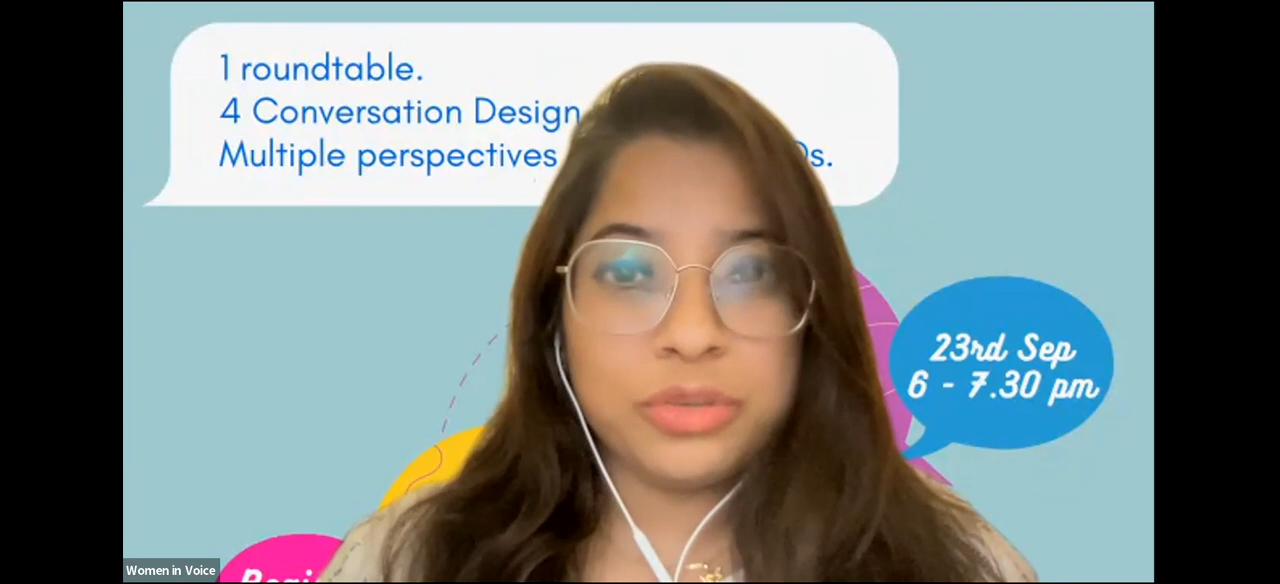 1 roundtable.
4 Conversation Design
Multiple perspectives
23rd Sep
6 - 7.30 pm
Women in Voice